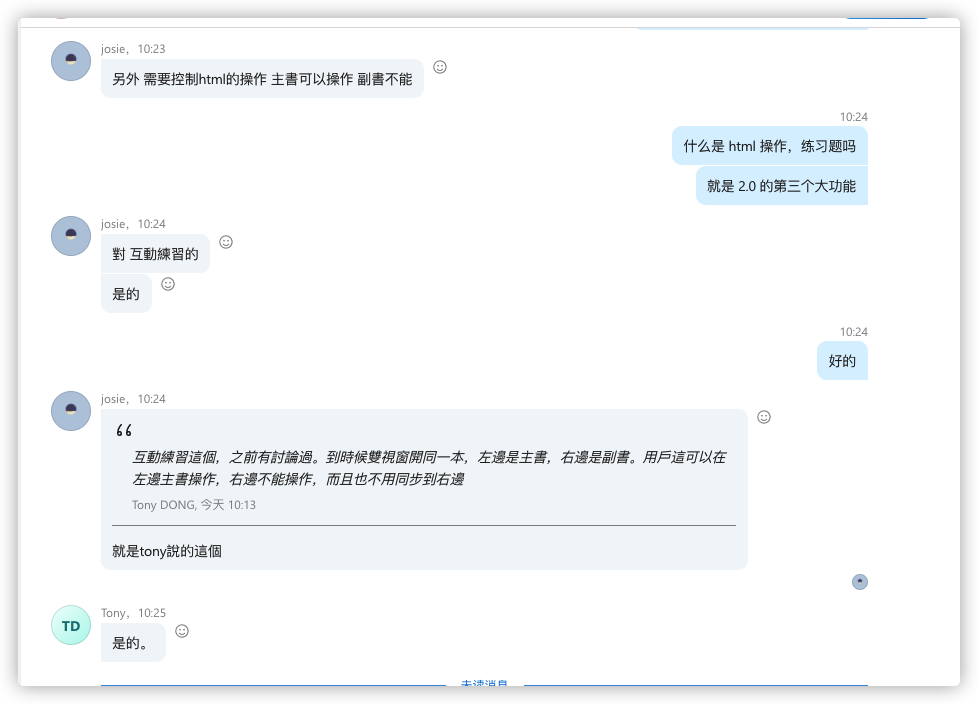 josie，10:23
另外 需要控制html的操作 主書可以操作 副書不能
10:24
什么是 html 操作，练习题吗
就是 2.0 的第三个大功能
josie，10:24
對 互動練習的
是的
10:24
好的
josie，10:24
互動練習這個，之前有討論過。到時候雙視窗開同一本，左邊是主書，右邊是副書。用戶這可以在
左邊主書操作，右邊不能操作，而且也不用同步到右邊
Tony DONG, 今天 10:13
就是tony說的這個
TD
Tony，10:25
是的。
未读消息